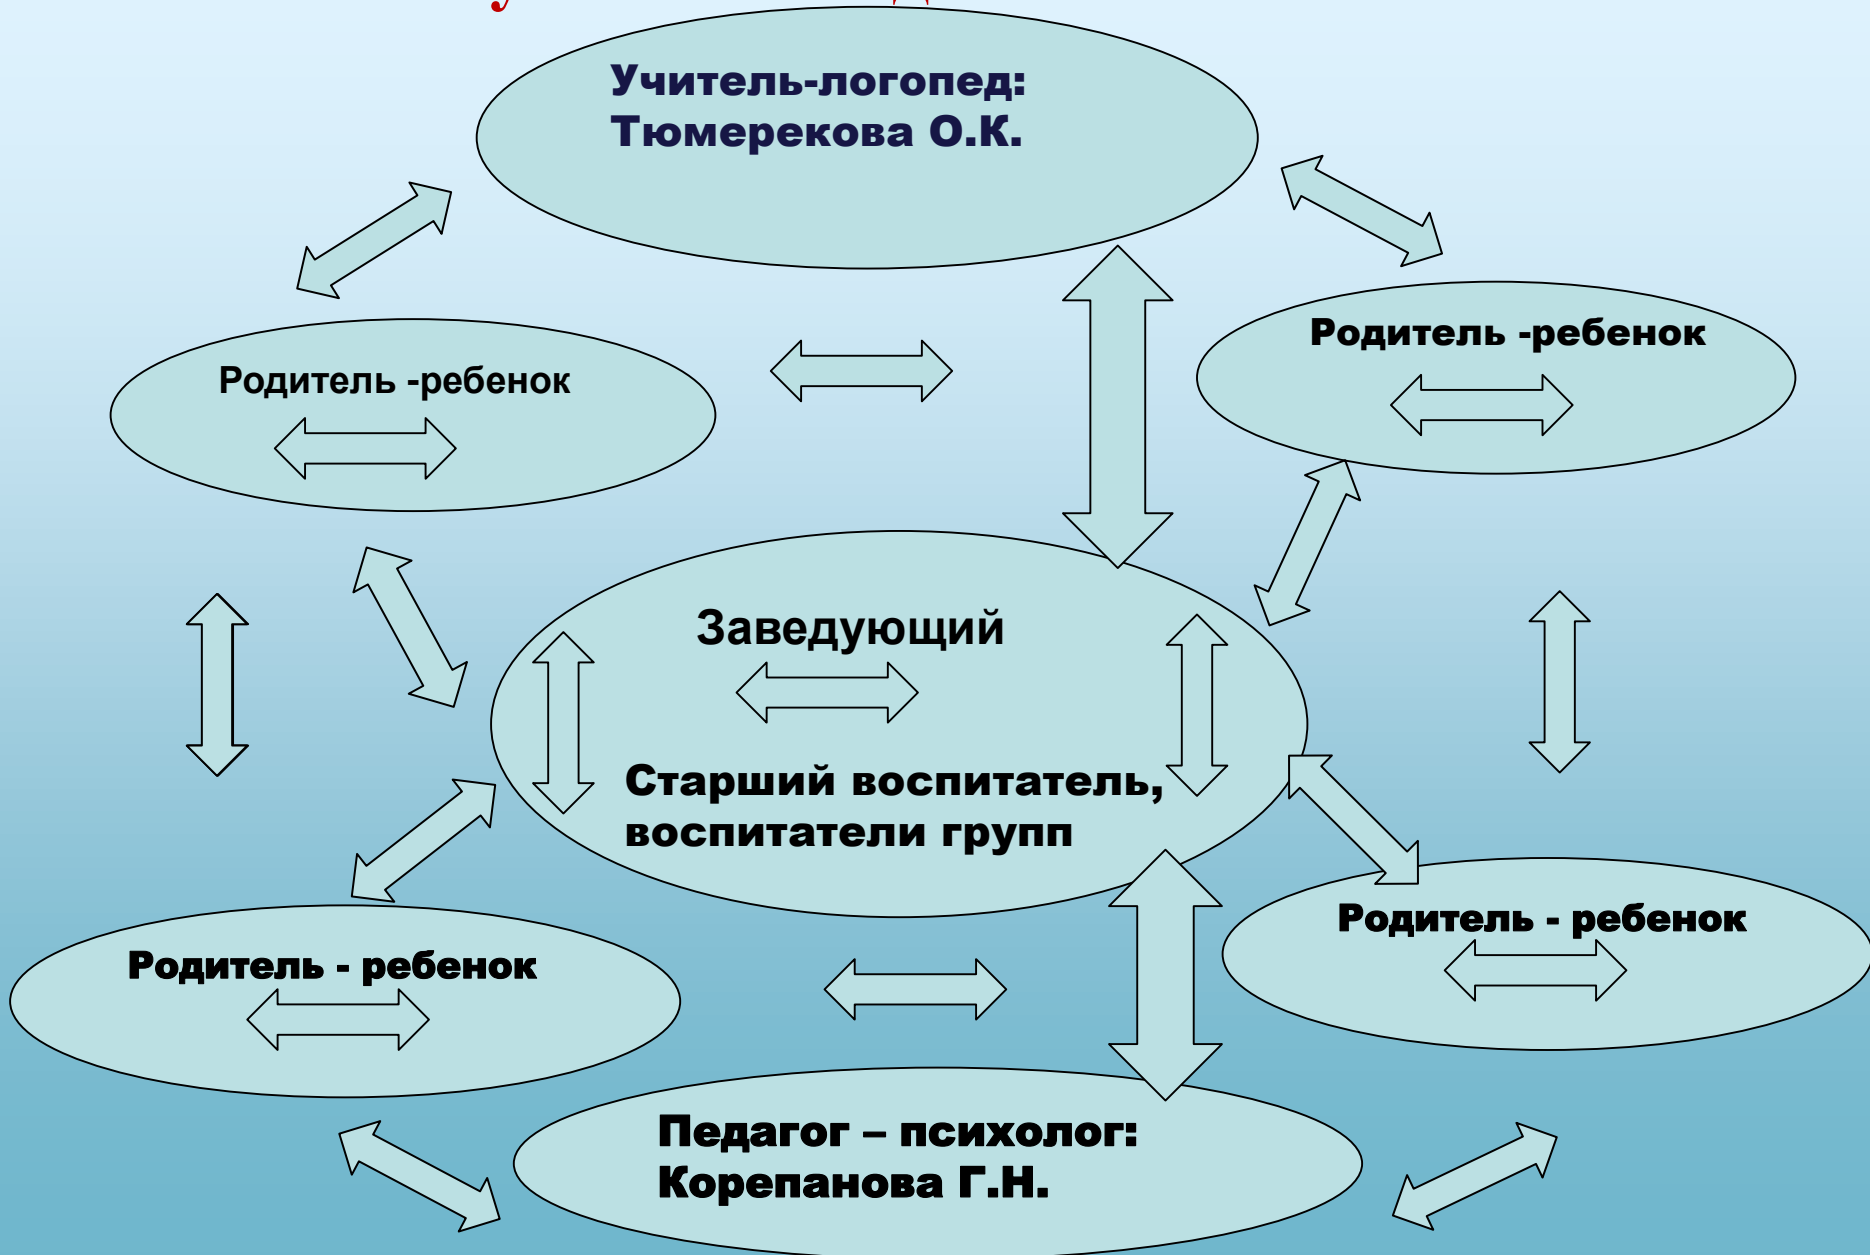 Учитель-логопед:
Тюмерекова О.К.
Родитель -ребенок
Родитель -ребенок
Заведующий
Старший воспитатель,
воспитатели групп
Родитель - ребенок
Родитель - ребенок
Педагог – психолог:
Корепанова Г.Н.